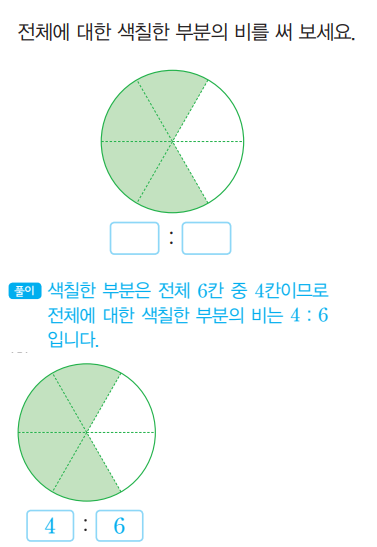 전체에 대한 색칠한 부분의 비를 써 보세요.
:
풀이 색칠한 부분은 전체 6칸 중 4칸이므로
전체에 대한 색칠한 부분의 비는 4 : 6
입니다.
4 : 6